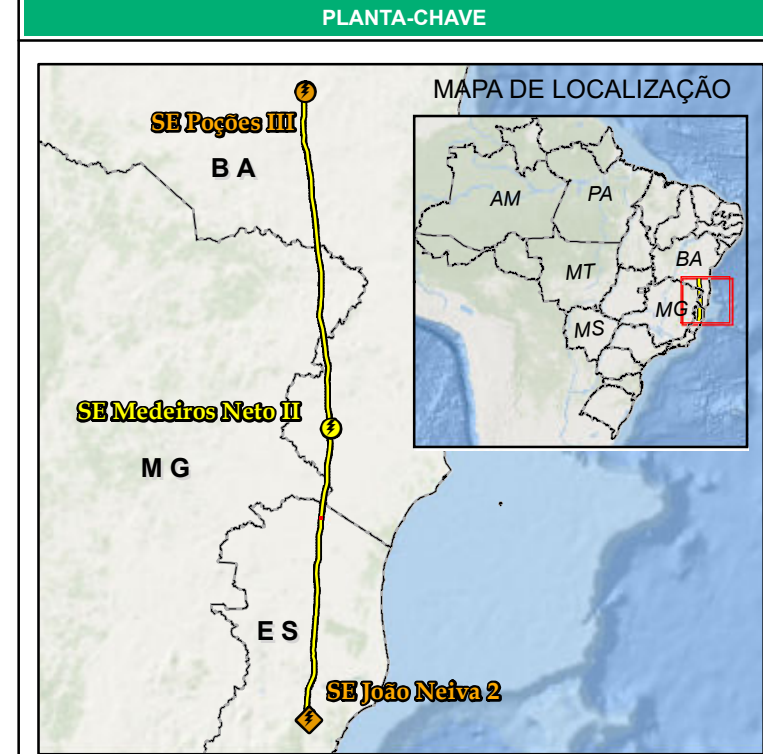 PLANTA-CHAVE
MAPA DE LOCALIZAÇÃO
SE Poções III
B A
AM
PA
BA
MT
MG
MS
SE Medeiros Neto II
M G
E S
SE João Neiva 2